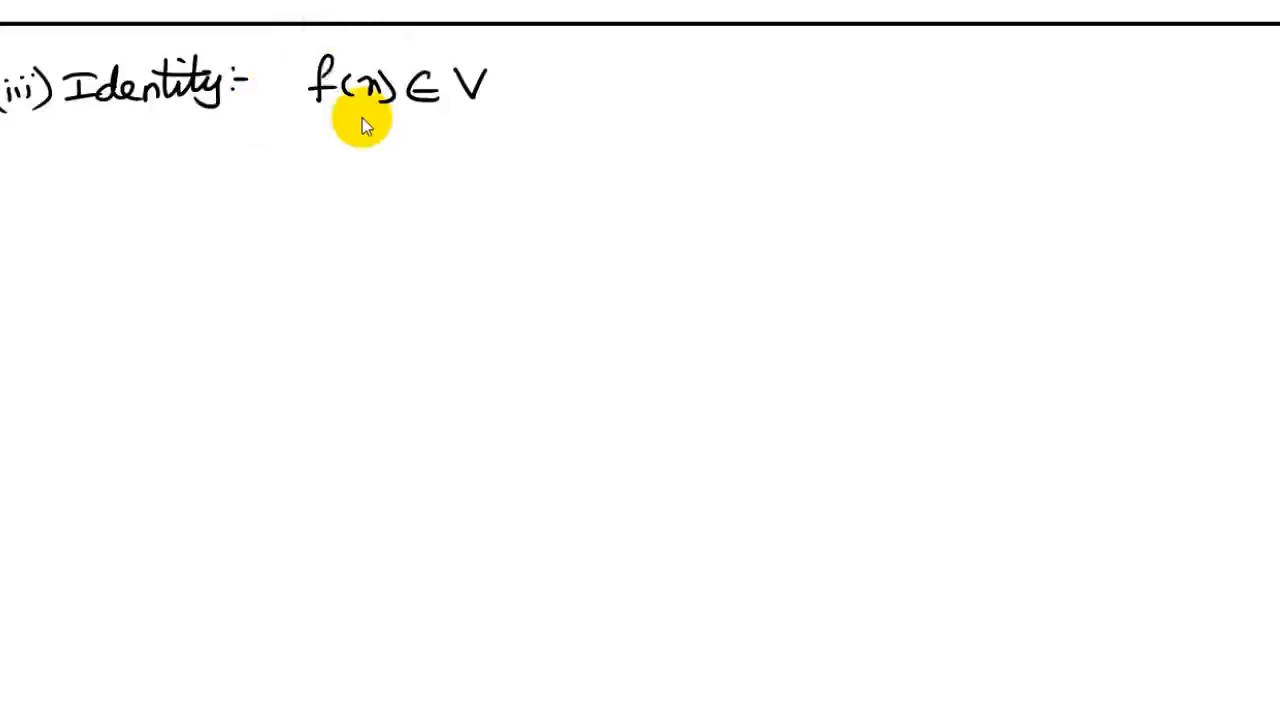 (iii) Identity:- f(x) ∈ V